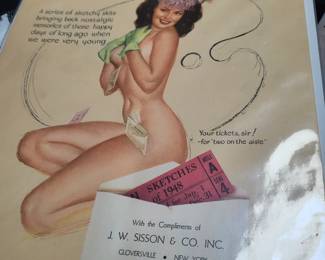 A series of sketchy skits
bringing back nostalgic
memories of those happy
days of long ago when
we were very young.
Your tickets, sir!
-for "two on the aisle."
SKETCHES
of 1948
A
4
With the Compliments of
J. W. SISSON & CO. INC.
GLOVERSVILLE • NEW YORK